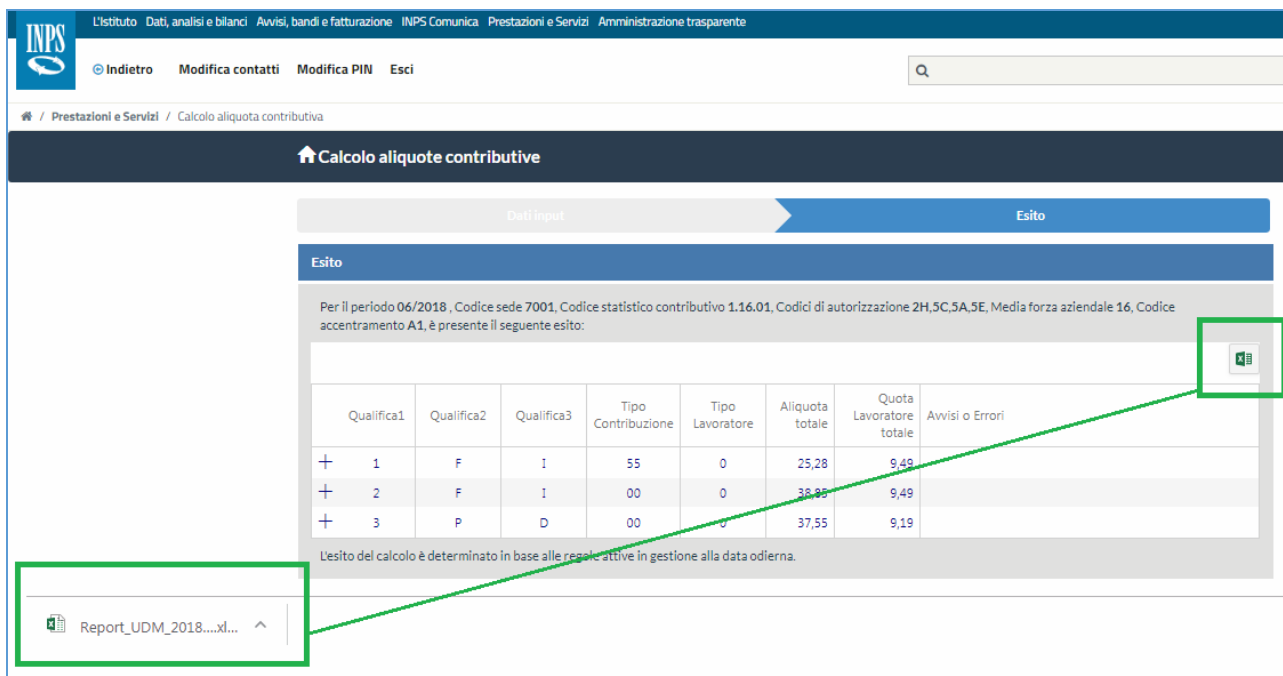 L'Istituto Dati, analisi e bilanci Avvisi, bandi e fatturazione INPS Comunica Prestazioni e Servizi Amministrazione trasparente
INPS
Indietro Modifica contatti Modifica PIN Esci
/ Prestazioni e Servizi / Calcolo aliquota contributiva
Calcolo aliquote contributive
Dati input Esito
Esito
Per il periodo 06/2018 , Codice sede 7001, Codice statistico contributivo 1.16.01, Codici di autorizzazione 2H,5C,5A,5E, Media forza aziendale 16, Codice
accentramento A1, è presente il seguente esito:
Qualifica1 Qualifica2 Qualifica3 Tipo Contribuzione Tipo Lavoratore Aliquota totale Quota Lavoratore totale Avvisi o Errori
+ 1 F I 55 0 25,28 9,49
+ 2 F I 00 0 38,85 9,49
+ 3 P D 00 0 37,55 9,19
L'esito del calcolo è determinato in base alle regole attive in gestione alla data odierna.
Report_UDM_2018....xl...